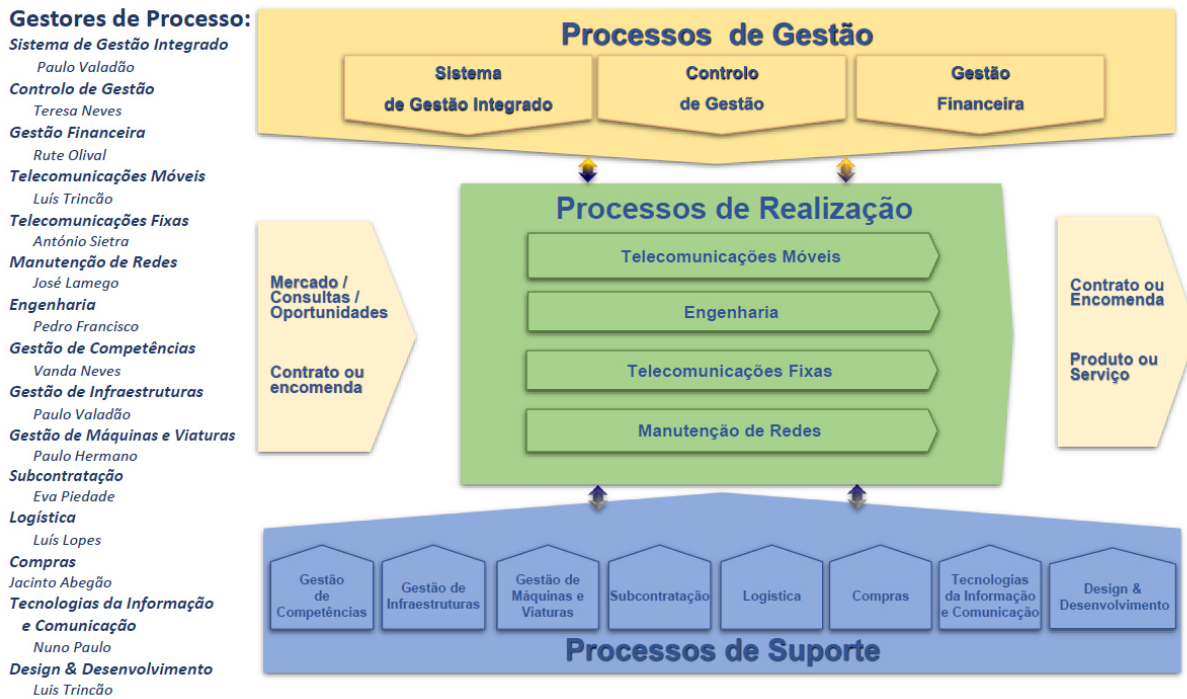 Gestores de Processo:
Sistema de Gestão Integrado
Paulo Valadão
Controlo de Gestão
Teresa Neves
Gestão Financeira
Rute Olival
Telecomunicações Móveis
Luís Trincão
Telecomunicações Fixas
António Sietra
Manutenção de Redes
José Lamego
Engenharia
Pedro Francisco
Gestão de Competências
Vanda Neves
Gestão de Infraestruturas
Paulo Valadão
Gestão de Máquinas e Viaturas
Paulo Hermano
Subcontratação
Eva Piedade
Logística
Luís Lopes
Compras
Jacinto Abegão
Tecnologias da Informação
e Comunicação
Nuno Paulo
Design & Desenvolvimento
Luis Trincão
Processos de Gestão
Sistema
de Gestão Integrado
Controlo
de Gestão
Gestão
Financeira
Mercado /
Consultas /
Oportunidades
Contrato ou
encomenda
Processos de Realização
Telecomunicações Móveis
Engenharia
Telecomunicações Fixas
Manutenção de Redes
Contrato ou
Encomenda
Produto ou
Serviço
Gestão
de
Competências
Gestão de
Infraestruturas
Gestão de
Máquinas e
Viaturas
Subcontratação
Logística
Compras
Tecnologias
da Informação
e Comunicação
Design &
Desenvolvimento
Processos de Suporte